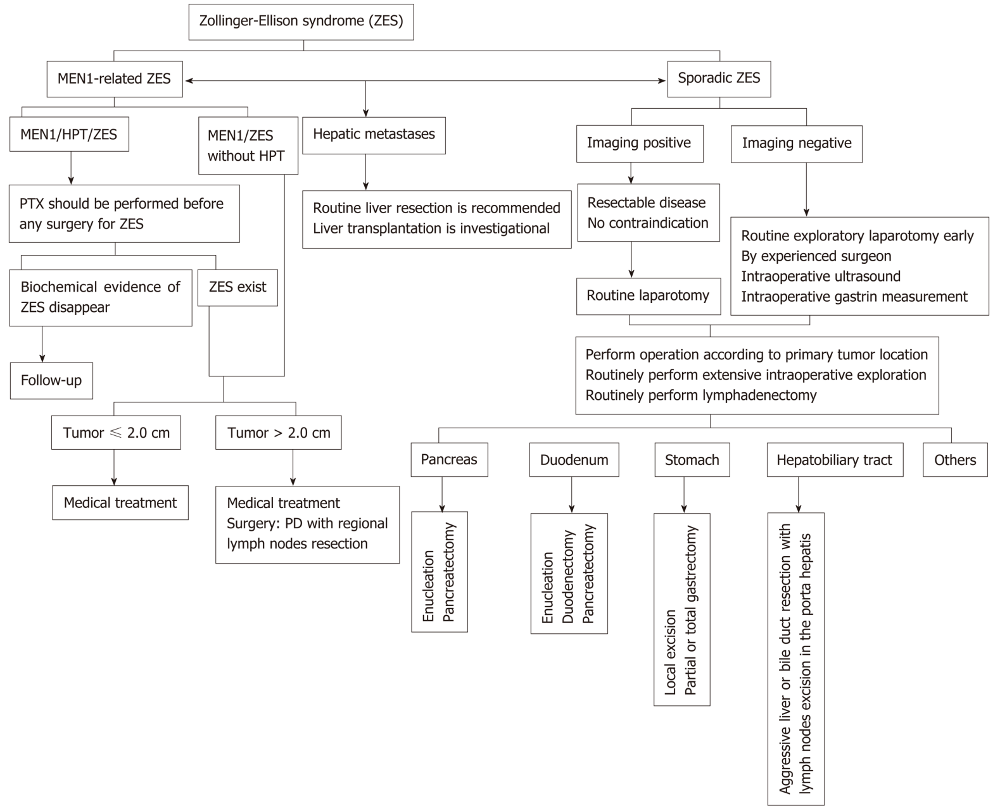 Zollinger-Ellison syndrome (ZES)
MEN1-related ZES
Sporadic ZES
MEN1/HPT/ZES
MEN1/ZES
without HPT
Hepatic metastases
Imaging positive
Imaging negative
PTX should be performed before
any surgery for ZES
Routine liver resection is recommended
Liver transplantation is investigational
Resectable disease
No contraindication
Routine exploratory laparotomy early
By experienced surgeon
Intraoperative ultrasound
Intraoperative gastrin measurement
Biochemical evidence of
ZES disappear
ZES exist
Routine laparotomy
Follow-up
Perform operation according to primary tumor location
Routinely perform extensive intraoperative exploration
Routinely perform lymphadenectomy
Tumor ⩽ 2.0 cm
Tumor > 2.0 cm
Pancreas
Duodenum
Stomach
Hepatobiliary tract
Others
Medical treatment
Medical treatment
Surgery: PD with regional
lymph nodes resection
Enucleation
Pancreatectomy
Enucleation
Duodenectomy
Pancreatectomy
Local excision
Partial or total gastrectomy
Aggressive liver or bile duct resection with
lymph nodes excision in the porta hepatis